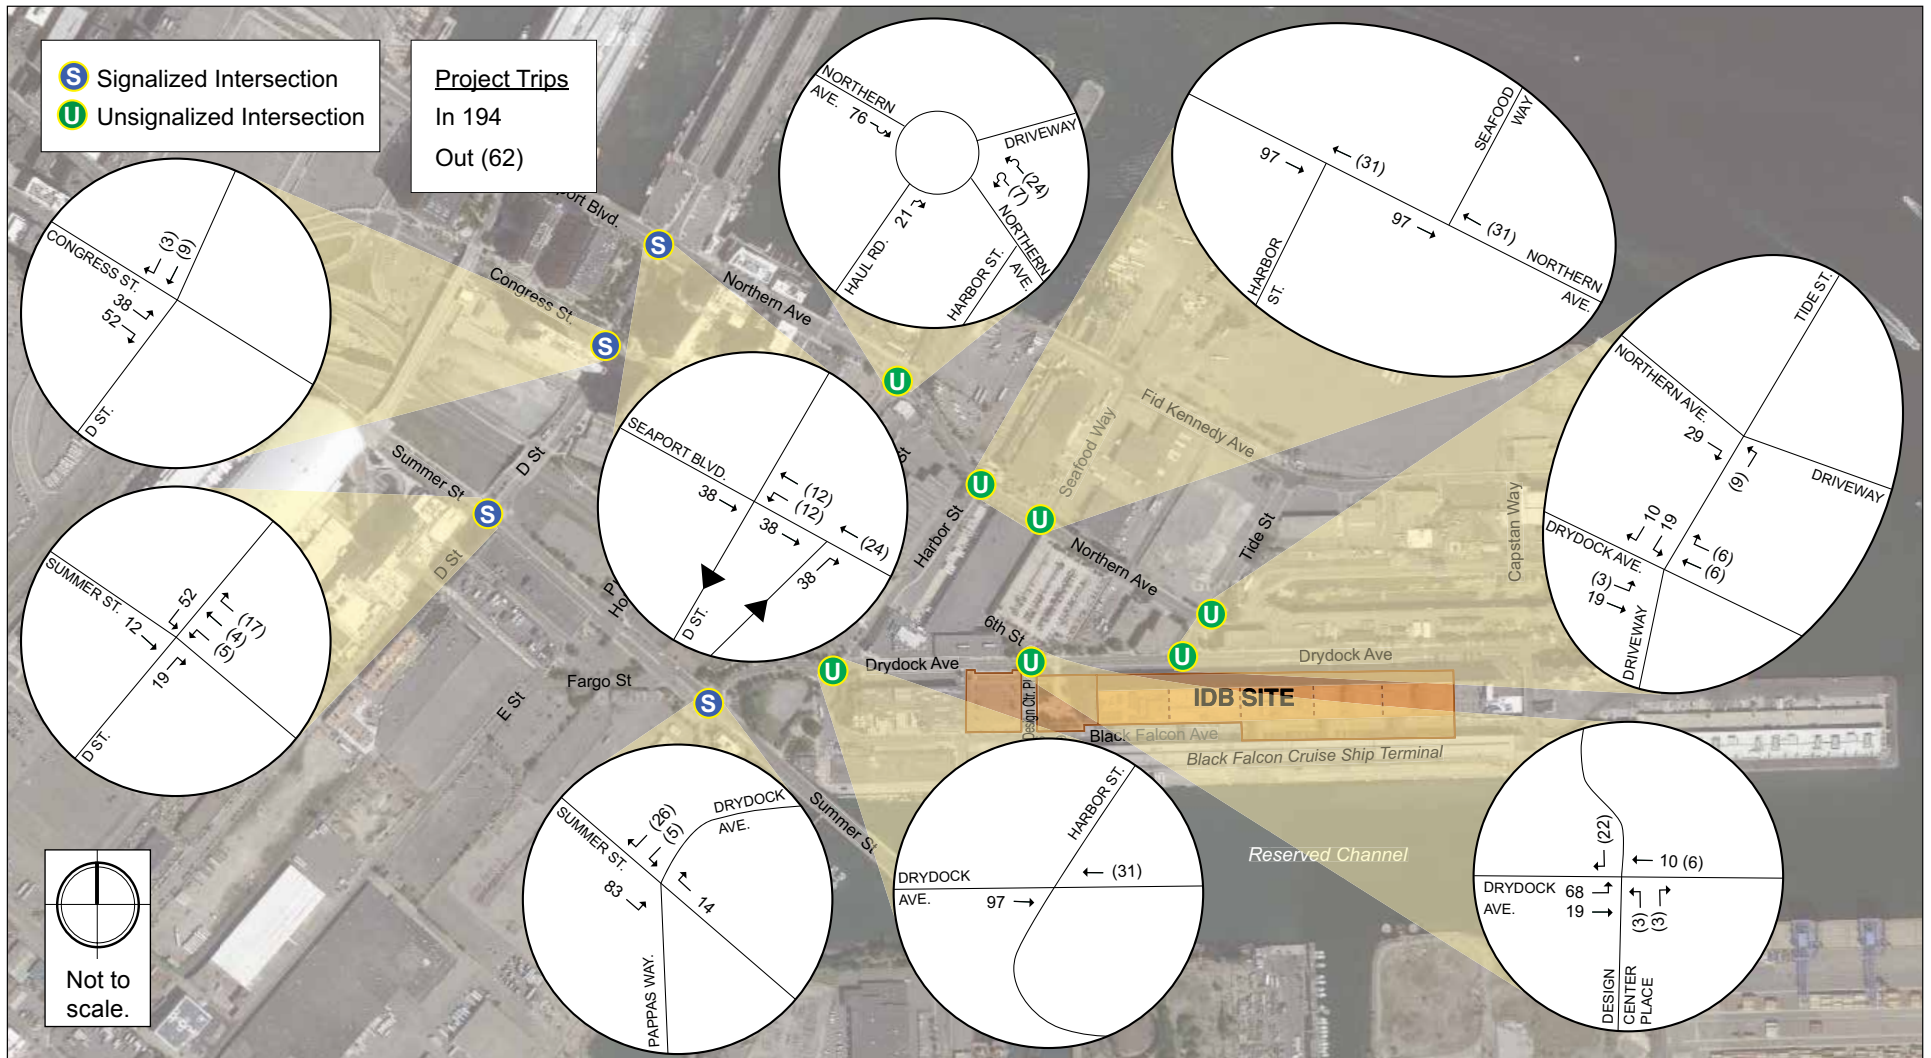 S Signalized Intersection
U Unsignalized Intersection
Project Trips
In 194
Out (62)
NORTHERN
AVE. 76
DRIVEWAY
(24)
(7)
21
HAUL RD.
HARBOR ST.
NORTHERN
AVE.
SEAFOOD
WAY
97
(31)
97
(31)
HARBOR
ST.
NORTHERN
AVE.
CONGRESS ST.
(3)
(9)
38
52
D ST.
port Blvd.
S
Northern Ave
Congress St.
S
U
Fid Kennedy Ave
Seafood Way
TIDE ST.
NORTHERN AVE.
29
(9)
DRIVEWAY
10
19
DRYDOCK AVE.
(6)
(6)
(3)
19
DRIVEWAY
SEAPORT BLVD.
(12)
(12)
38
38
(24)
38
D ST.
Summer St
D St
S
D St
St
U
Harbor St
U
Northern Ave
Tide St
Capstan Way
U
SUMMER ST.
52
12
(17)
(4)
(5)
19
D ST.
6th St
U
U
U
Drydock Ave
Drydock Ave
Fargo St
E St
S
IDB SITE
Design Ctr. Pl
Black Falcon Ave
Black Falcon Cruise Ship Terminal
Summer St
Reserved Channel
SUMMER ST.
(26)
(5)
DRYDOCK
AVE.
83
14
PAPPAS WAY.
HARBOR ST.
DRYDOCK
AVE.
(31)
97
(22)
10 (6)
DRYDOCK
AVE.
68
19
(3)
(3)
DESIGN
CENTER
PLACE
Not to
scale.